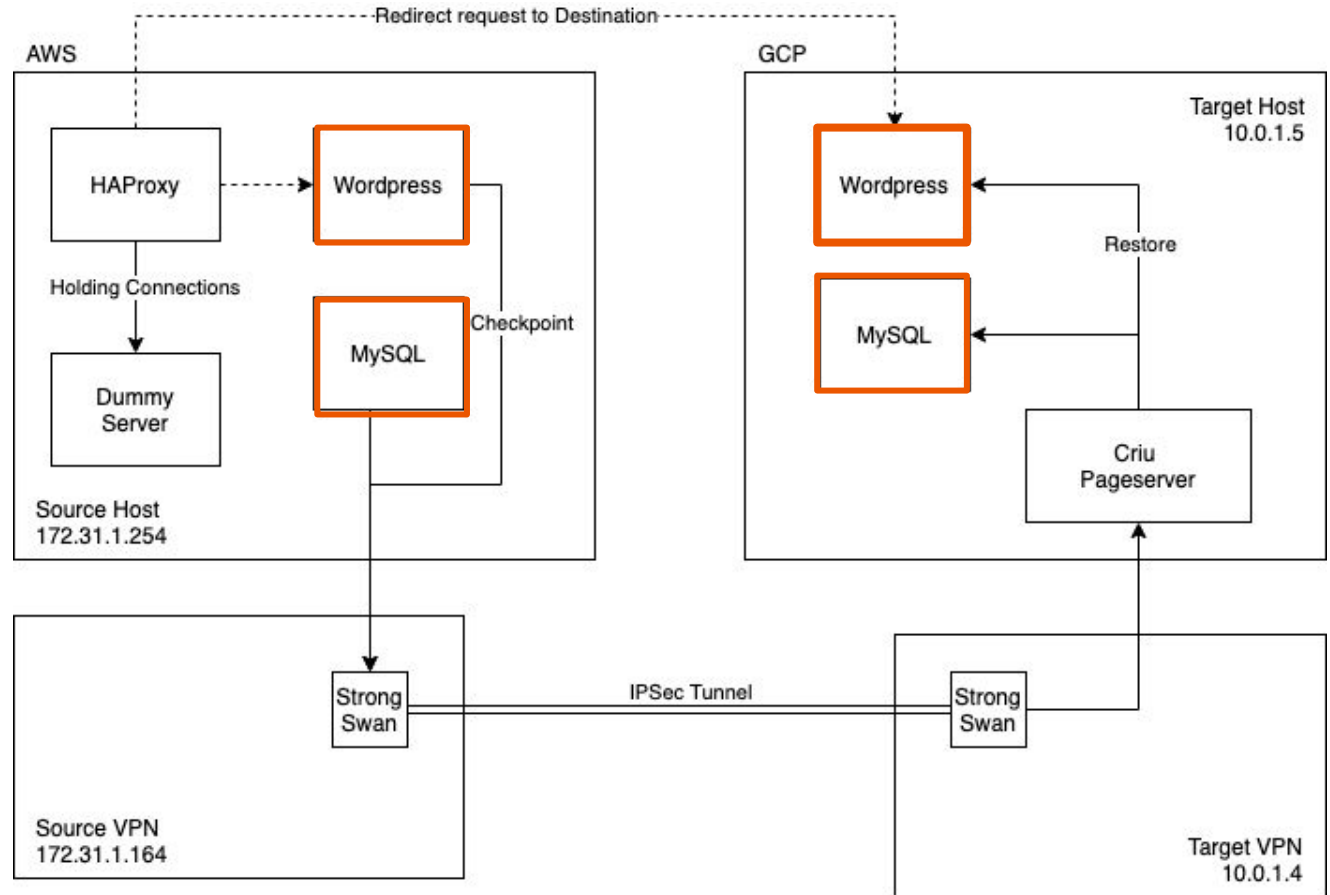 Redirect request to Destination
AWS
GCP
Target Host
10.0.1.5
HAProxy
Wordpress
Wordpress
Restore
Holding Connections
Checkpoint
MySQL
MySQL
Dummy
Server
Criu
Pageserver
Source Host
172.31.1.254
IPSec Tunnel
Strong
Swan
Strong
Swan
Source VPN
172.31.1.164
Target VPN
10.0.1.4